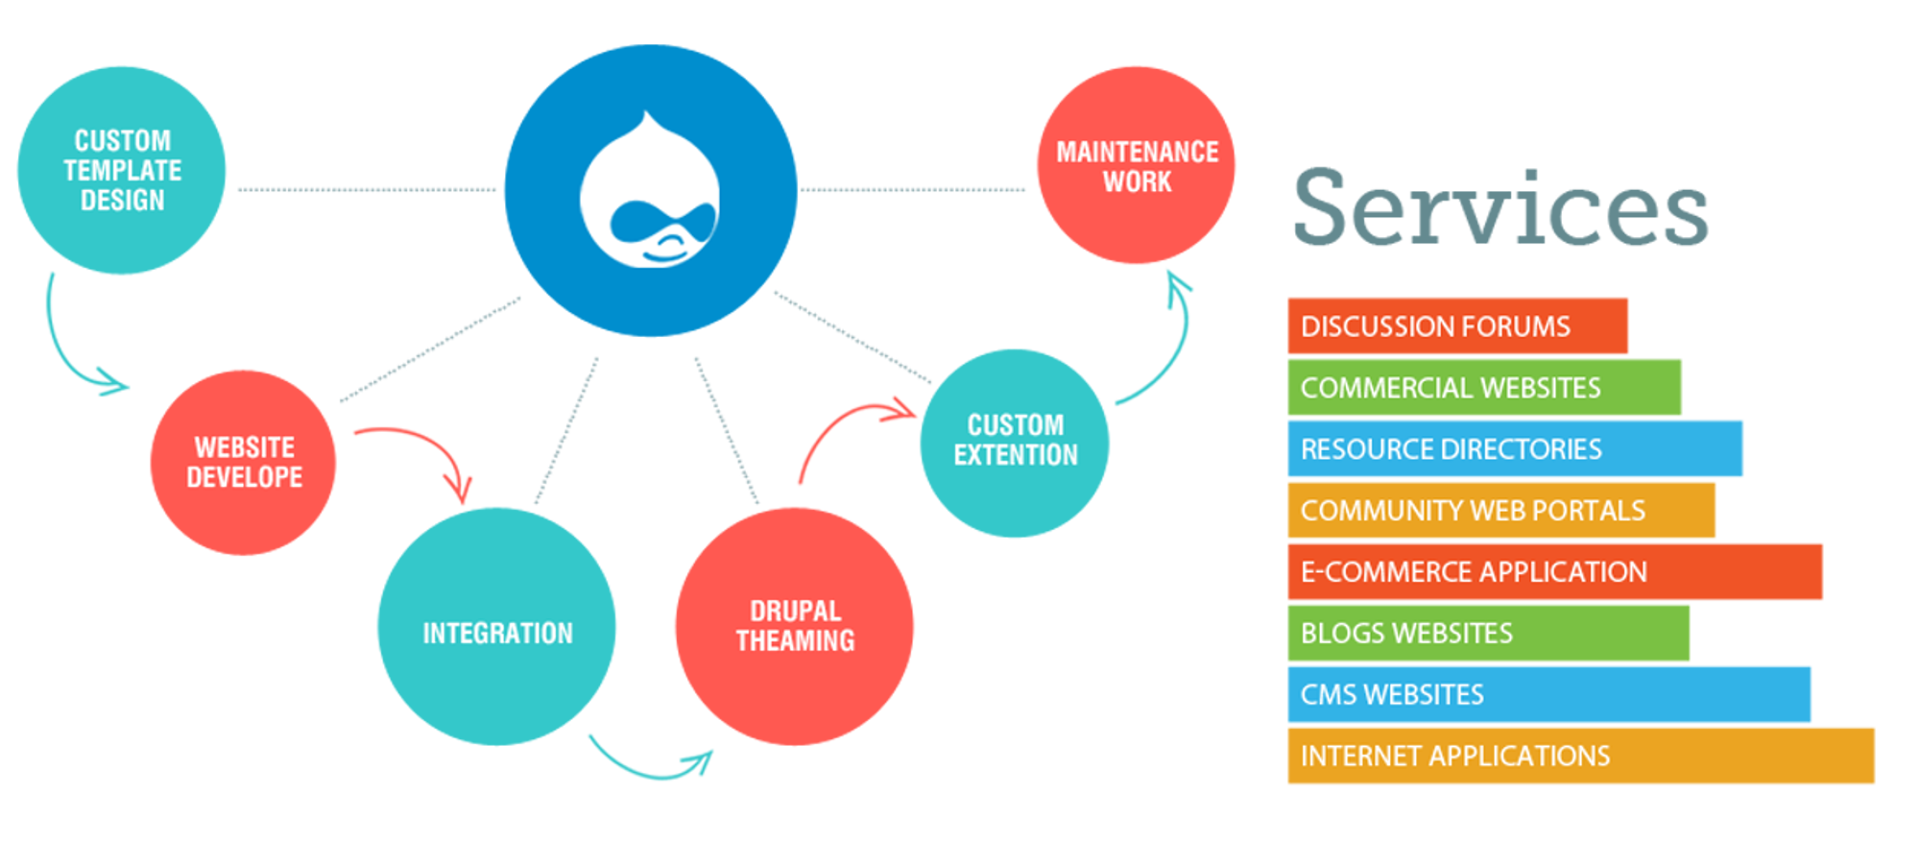 CUSTOM
TEMPLATE
DESIGN
WEBSITE
DEVELOPE
INTEGRATION
DRUPAL
THEAMING
CUSTOM
EXTENTION
MAINTENANCE
WORK
Services
DISCUSSION FORUMS
COMMERCIAL WEBSITES
RESOURCE DIRECTORIES
COMMUNITY WEB PORTALS
E-COMMERCE APPLICATION
BLOGS WEBSITES
CMS WEBSITES
INTERNET APPLICATIONS